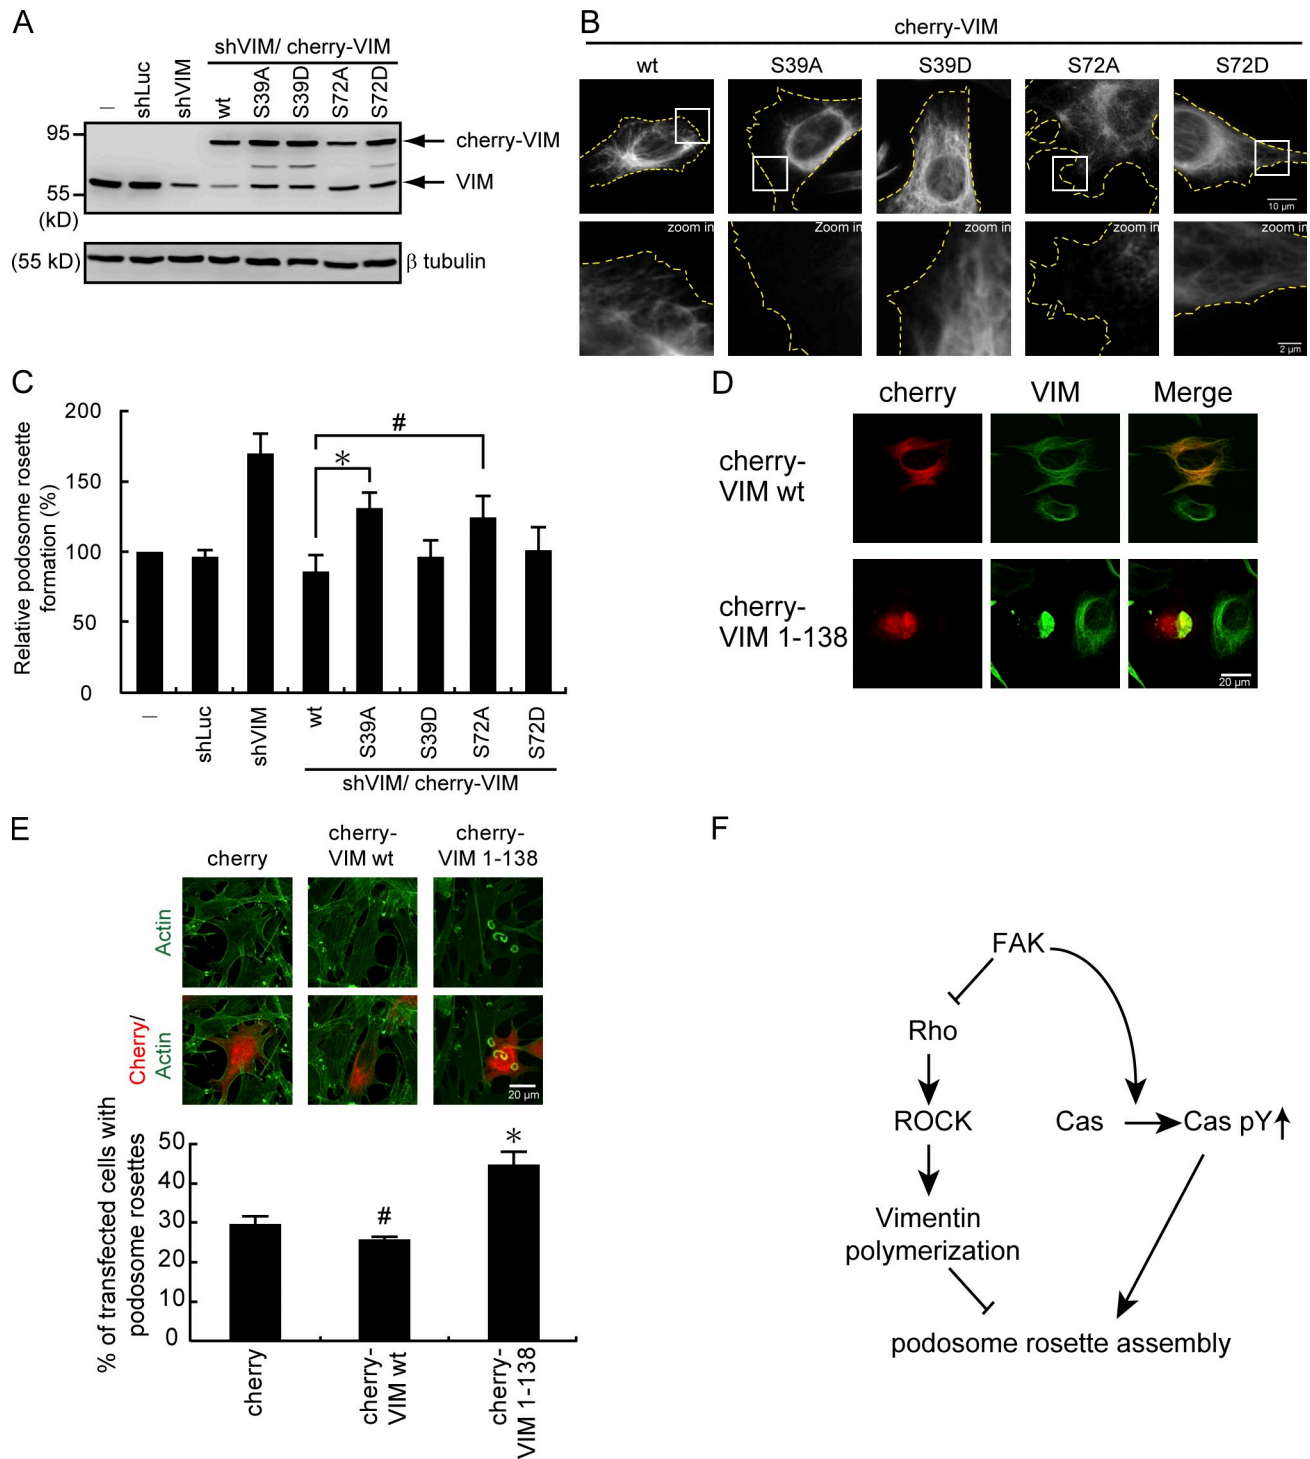 A
shVIM/ cherry-VIM
—
shLuc
shVIM
wt
S39A
S39D
S72A
S72D
95
cherry-VIM
55
VIM
(kD)
(55 kD)
β tubulin
B
cherry-VIM
wt
S39A
S39D
S72A
S72D
10 µm
zoom in
Zoom in
zoom in
zoom in
zoom in
2 µm
C
Relative podosome rosette
formation (%)
200
150
100
50
0
#
*
—
shLuc
shVIM
wt
S39A
S39D
S72A
S72D
shVIM/ cherry-VIM
D
cherry
VIM
Merge
cherry-
VIM wt
cherry-
VIM 1-138
20 µm
E
cherry
cherry-
VIM wt
cherry-
VIM 1-138
Actin
Cherry/
Actin
20 µm
% of transfected cells with
podosome rosettes
50
40
30
20
10
0
#
*
cherry
cherry-
VIM wt
cherry-
VIM 1-138
F
FAK
Rho
ROCK
Cas
Cas pY
Vimentin
polymerization
podosome rosette assembly